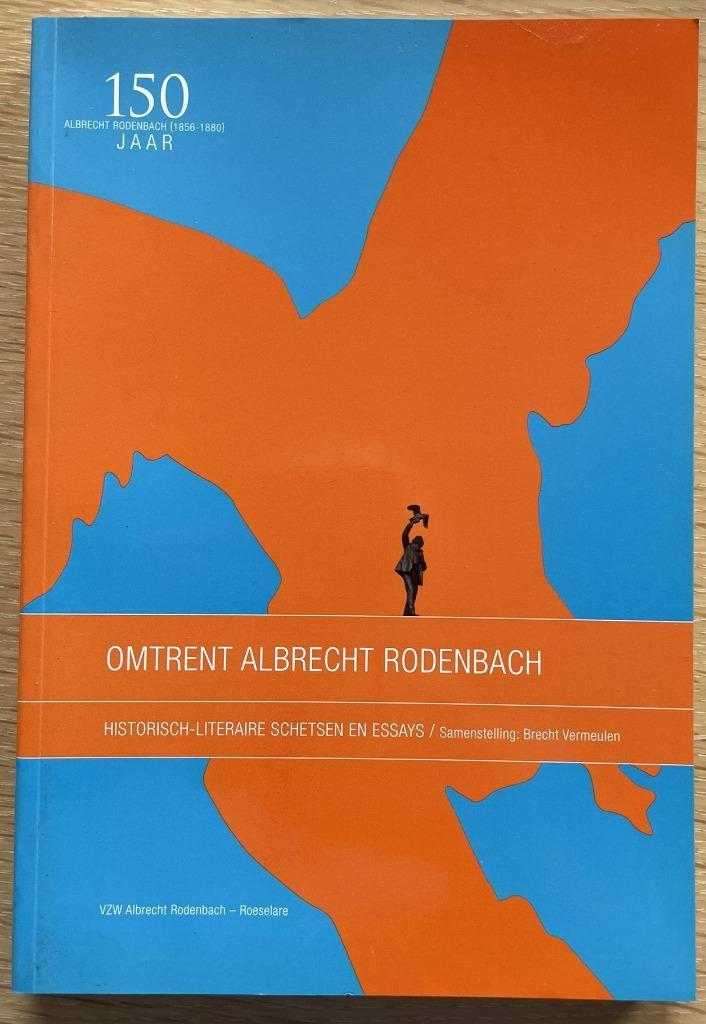 150
ALBRECHT RODENBACH (1856-1880)
JAAR
OMTRENT ALBRECHT RODENBACH
HISTORISCH-LITERAIRE SCHETSEN EN ESSAYS / Samenstelling: Brecht Vermeulen
VZW Albrecht Rodenbach – Roeselare